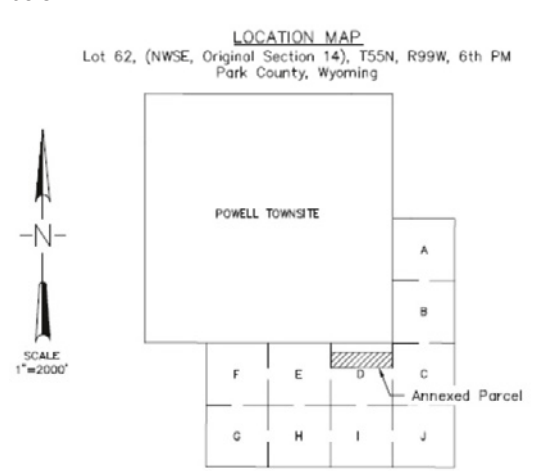 LOCATION MAP
Lot 62, (NWSE, Original Section 14), T55N, R99W, 6th PM
Park County, Wyoming
POWELL TOWNSITE
N
A
B
SCALE
1"=2000'
F
E
D
C
Annexed Parcel
G
H
I
J